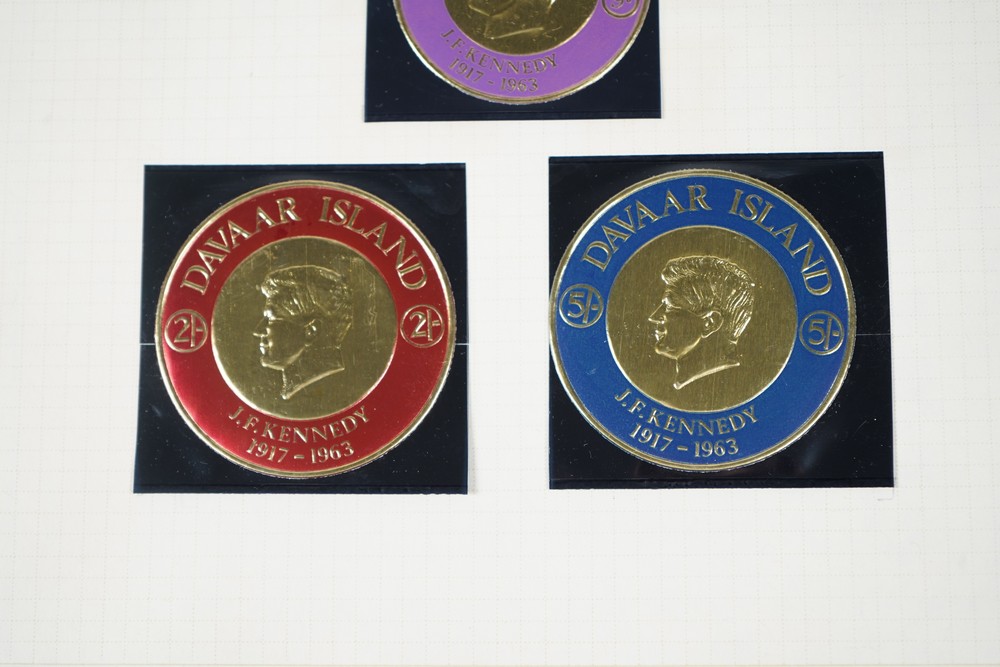 J.F.KENNEDY
1917 - 1963
DAVAAR ISLAND
2/- 2/-
J.F.KENNEDY
1917 - 1963
DAVAAR ISLAND
5/- 5/-
J.F.KENNEDY
1917 - 1963